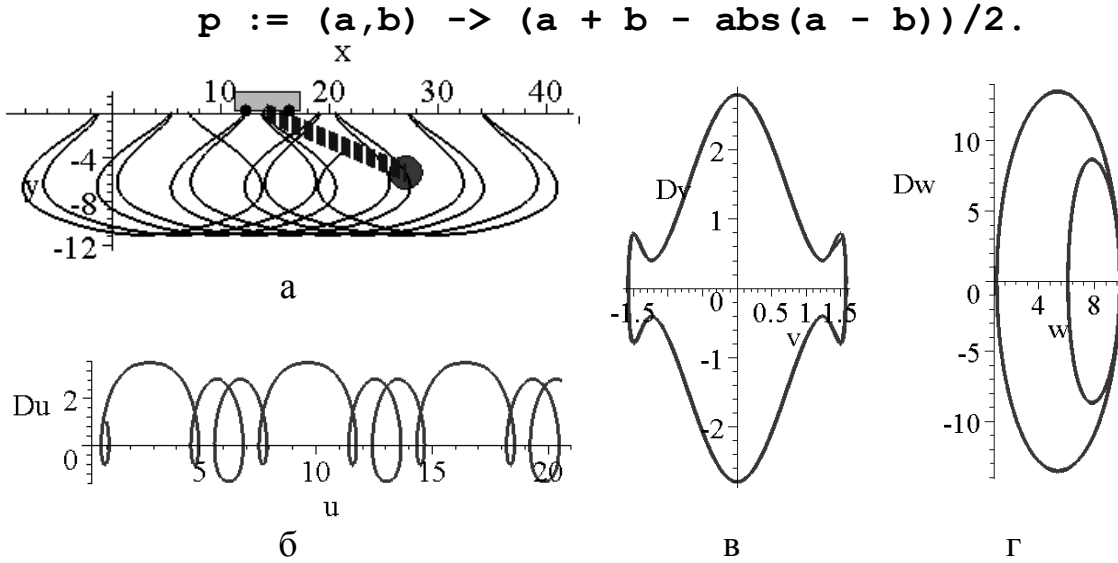 p := (a,b) -> (a + b - abs(a - b))/2.
x
10 20 30 40
y
-4
-8
-12
а
Du
2
0
5 10 15 20
u
б
Dv
2
1
0
-1
-2
-1.5 0.5 1 1.5
v
в
Dw
10
5
0
-5
-10
4 8
w
г